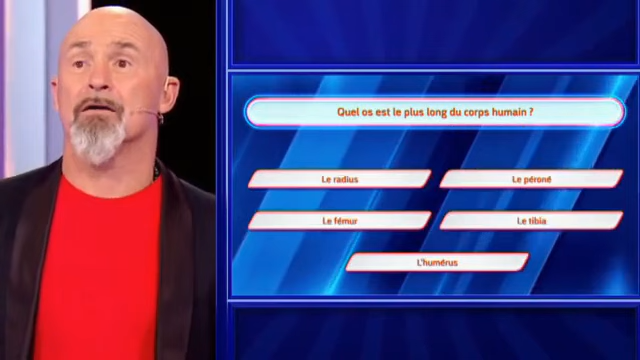 Quel os est le plus long du corps humain ?
Le radius
Le péroné
Le fémur
Le tibia
L'humérus